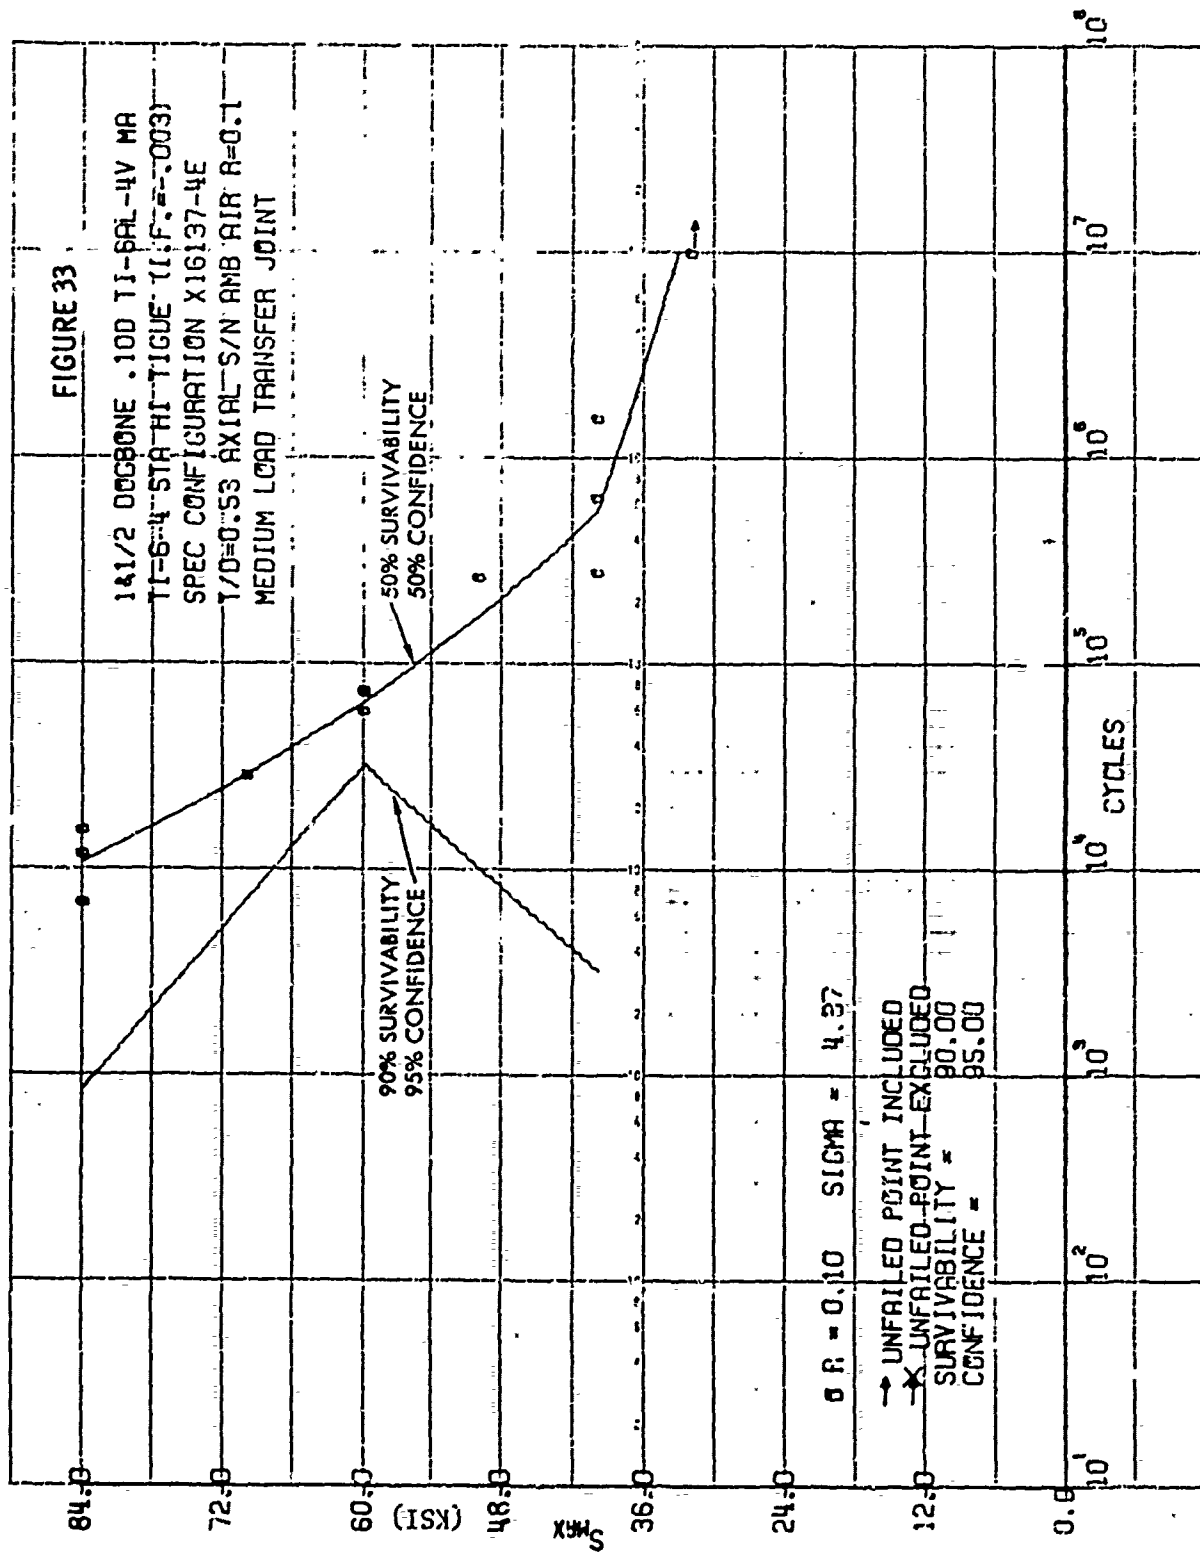 FIGURE 33
1&1/2 DOGBONE .10D TI-6AL-4V MA
TI-6-4 STA HI TIGUE (I.F.=-.003)
SPEC CONFIGURATION X16137-4E
T/D=0.53 AXIAL S/N AMB AIR R=0.1
MEDIUM LOAD TRANSFER JOINT
50% SURVIVABILITY
50% CONFIDENCE
90% SURVIVABILITY
95% CONFIDENCE
R = 0.10 SIGMA = 4.37
UNFAILED POINT INCLUDED
UNFAILED POINT EXCLUDED
SURVIVABILITY = 90.00
CONFIDENCE = 95.00
S MAX (KSI)
84.0
72.0
60.0
48.0
36.0
24.0
12.0
0.0
10¹ 10² 10³ 10⁴ 10⁵ 10⁶ 10⁷ 10⁸
CYCLES